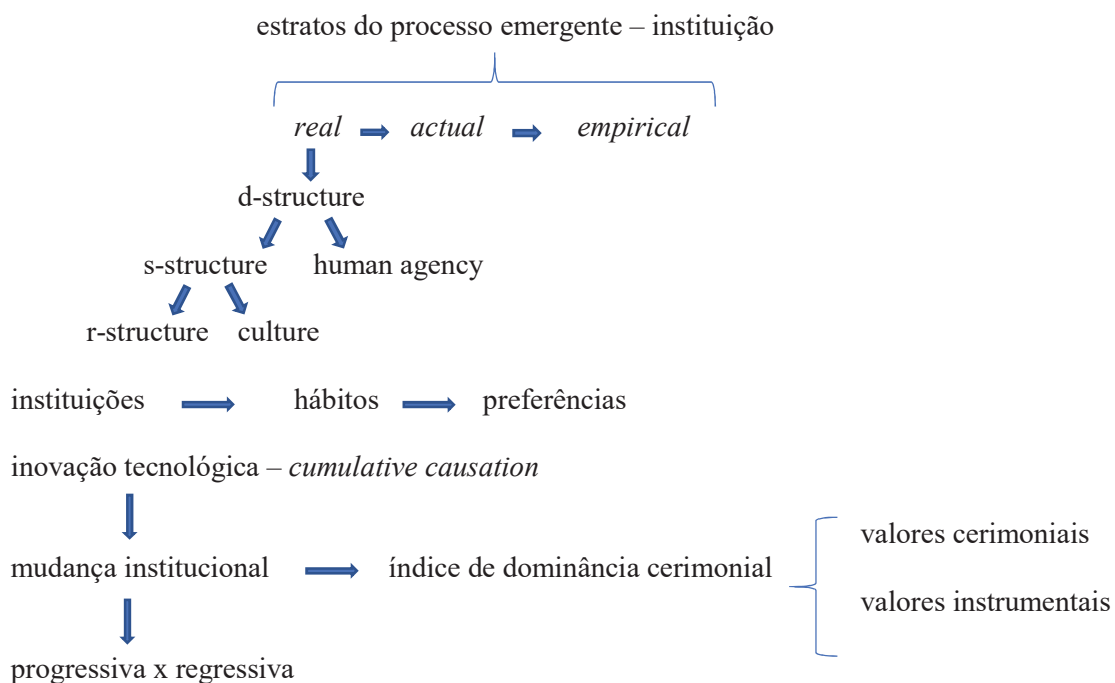 estratos do processo emergente – instituição
real actual empirical
d-structure
s-structure human agency
r-structure culture
instituições hábitos preferências
inovação tecnológica – cumulative causation
valores cerimoniais
mudança institucional índice de dominância cerimonial
valores instrumentais
progressiva x regressiva